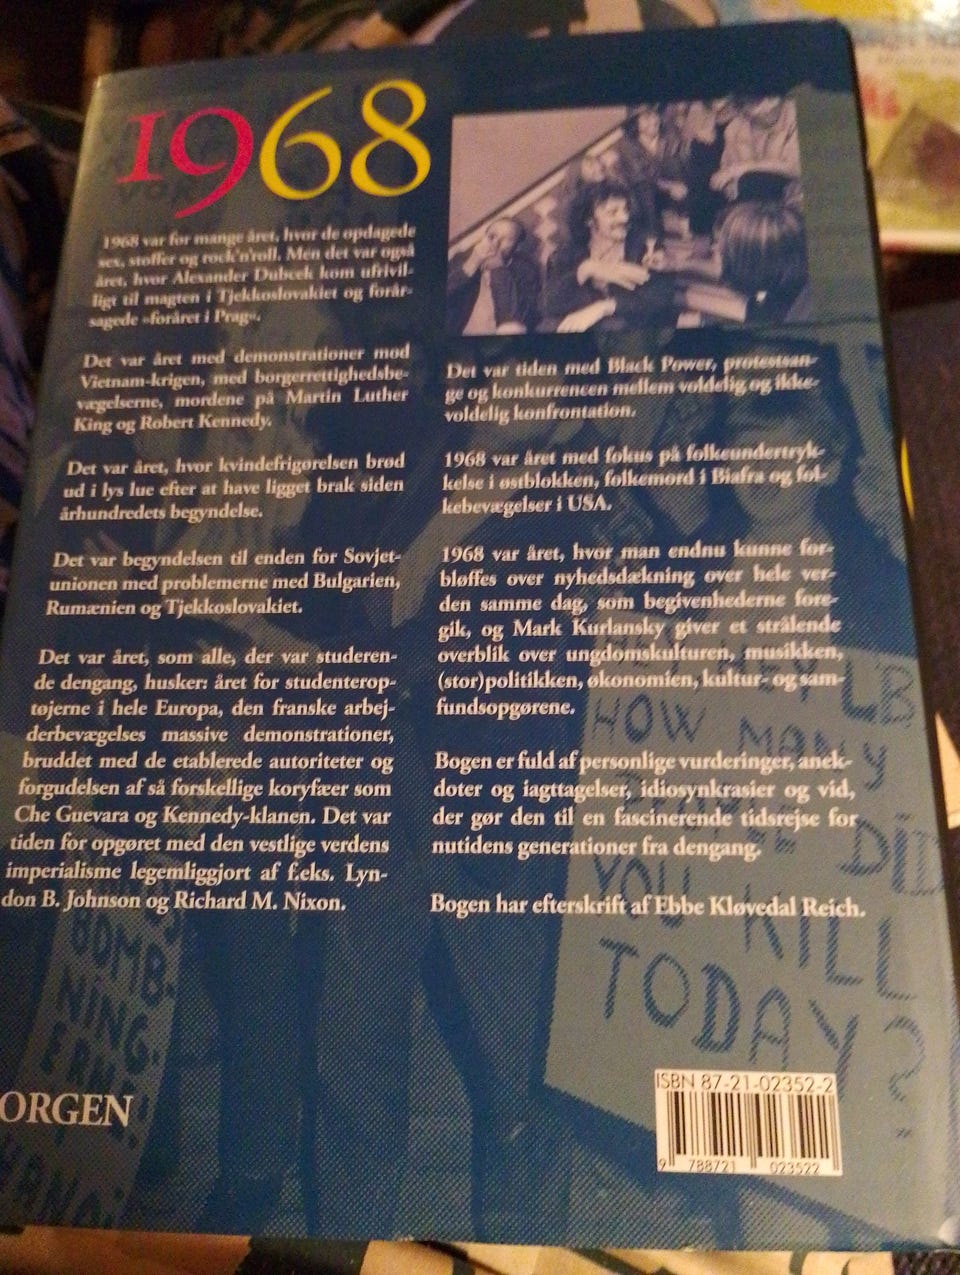 1968
1968 var for mange året, hvor de opdagede
sex, stoffer og rock'n'roll. Men det var også
året, hvor Alexander Dubcek kom ufrivil-
ligt til magten i Tjekkoslovakiet og forår-
sagede »foråret i Prag«.
Det var året med demonstrationer mod
Vietnam-krigen, med borgerrettighedsbe-
vægelserne, mordene på Martin Luther
King og Robert Kennedy.
Det var året, hvor kvindefrigørelsen brød
ud i lys lue efter at have ligget brak siden
århundredets begyndelse.
Det var begyndelsen til enden for Sovjet-
unionen med problemerne med Bulgarien,
Rumænien og Tjekkoslovakiet.
Det var året, som alle, der var studeren-
de dengang, husker: året for studenterop-
tøjerne i hele Europa, den franske arbej-
derbevægelses massive demonstrationer,
bruddet med de etablerede autoriteter og
forgudelsen af så forskellige koryfæer som
Che Guevara og Kennedy-klanen. Det var
tiden for opgøret med den vestlige verdens
imperialisme legemliggjort af f.eks. Lyn-
don B. Johnson og Richard M. Nixon.
Det var tiden med Black Power, protestsan-
ge og konkurrencen mellem voldelig og ikke-
voldelig konfrontation.
1968 var året med fokus på folkeundertryk-
kelse i østblokken, folkemord i Biafra og fol-
kebevægelser i USA.
1968 var året, hvor man endnu kunne for-
bløffes over nyhedsdækning over hele ver-
den samme dag, som begivenhederne fore-
gik, og Mark Kurlansky giver et strålende
overblik over ungdomskulturen, musikken,
(stor)politikken, økonomien, kultur- og sam-
fundsopgørene.
Bogen er fuld af personlige vurderinger, anek-
doter og iagttagelser, idiosynkrasier og vid,
der gør den til en fascinerende tidsrejse for
nutidens generationer fra dengang.
Bogen har efterskrift af Ebbe Kløvedal Reich.
HEY LB
HOW MANY
PEOPLE
YOU DID
KILL
TODAY?
BOMB-
NING-
ERNE
ORGEN
ISBN 87-21-02352-2
9 788721 023522